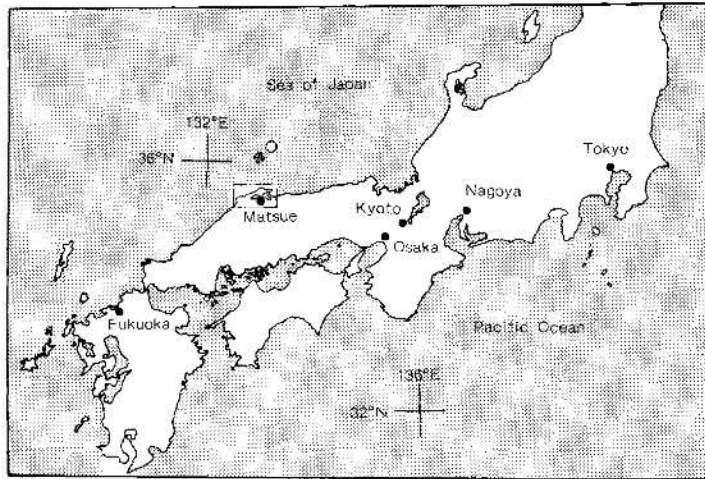 Sea of Japan
132°E
36°N
Tokyo
Matsue
Kyoto
Nagoya
Osaka
Fukuoka
Pacific Ocean
136°E
32°N